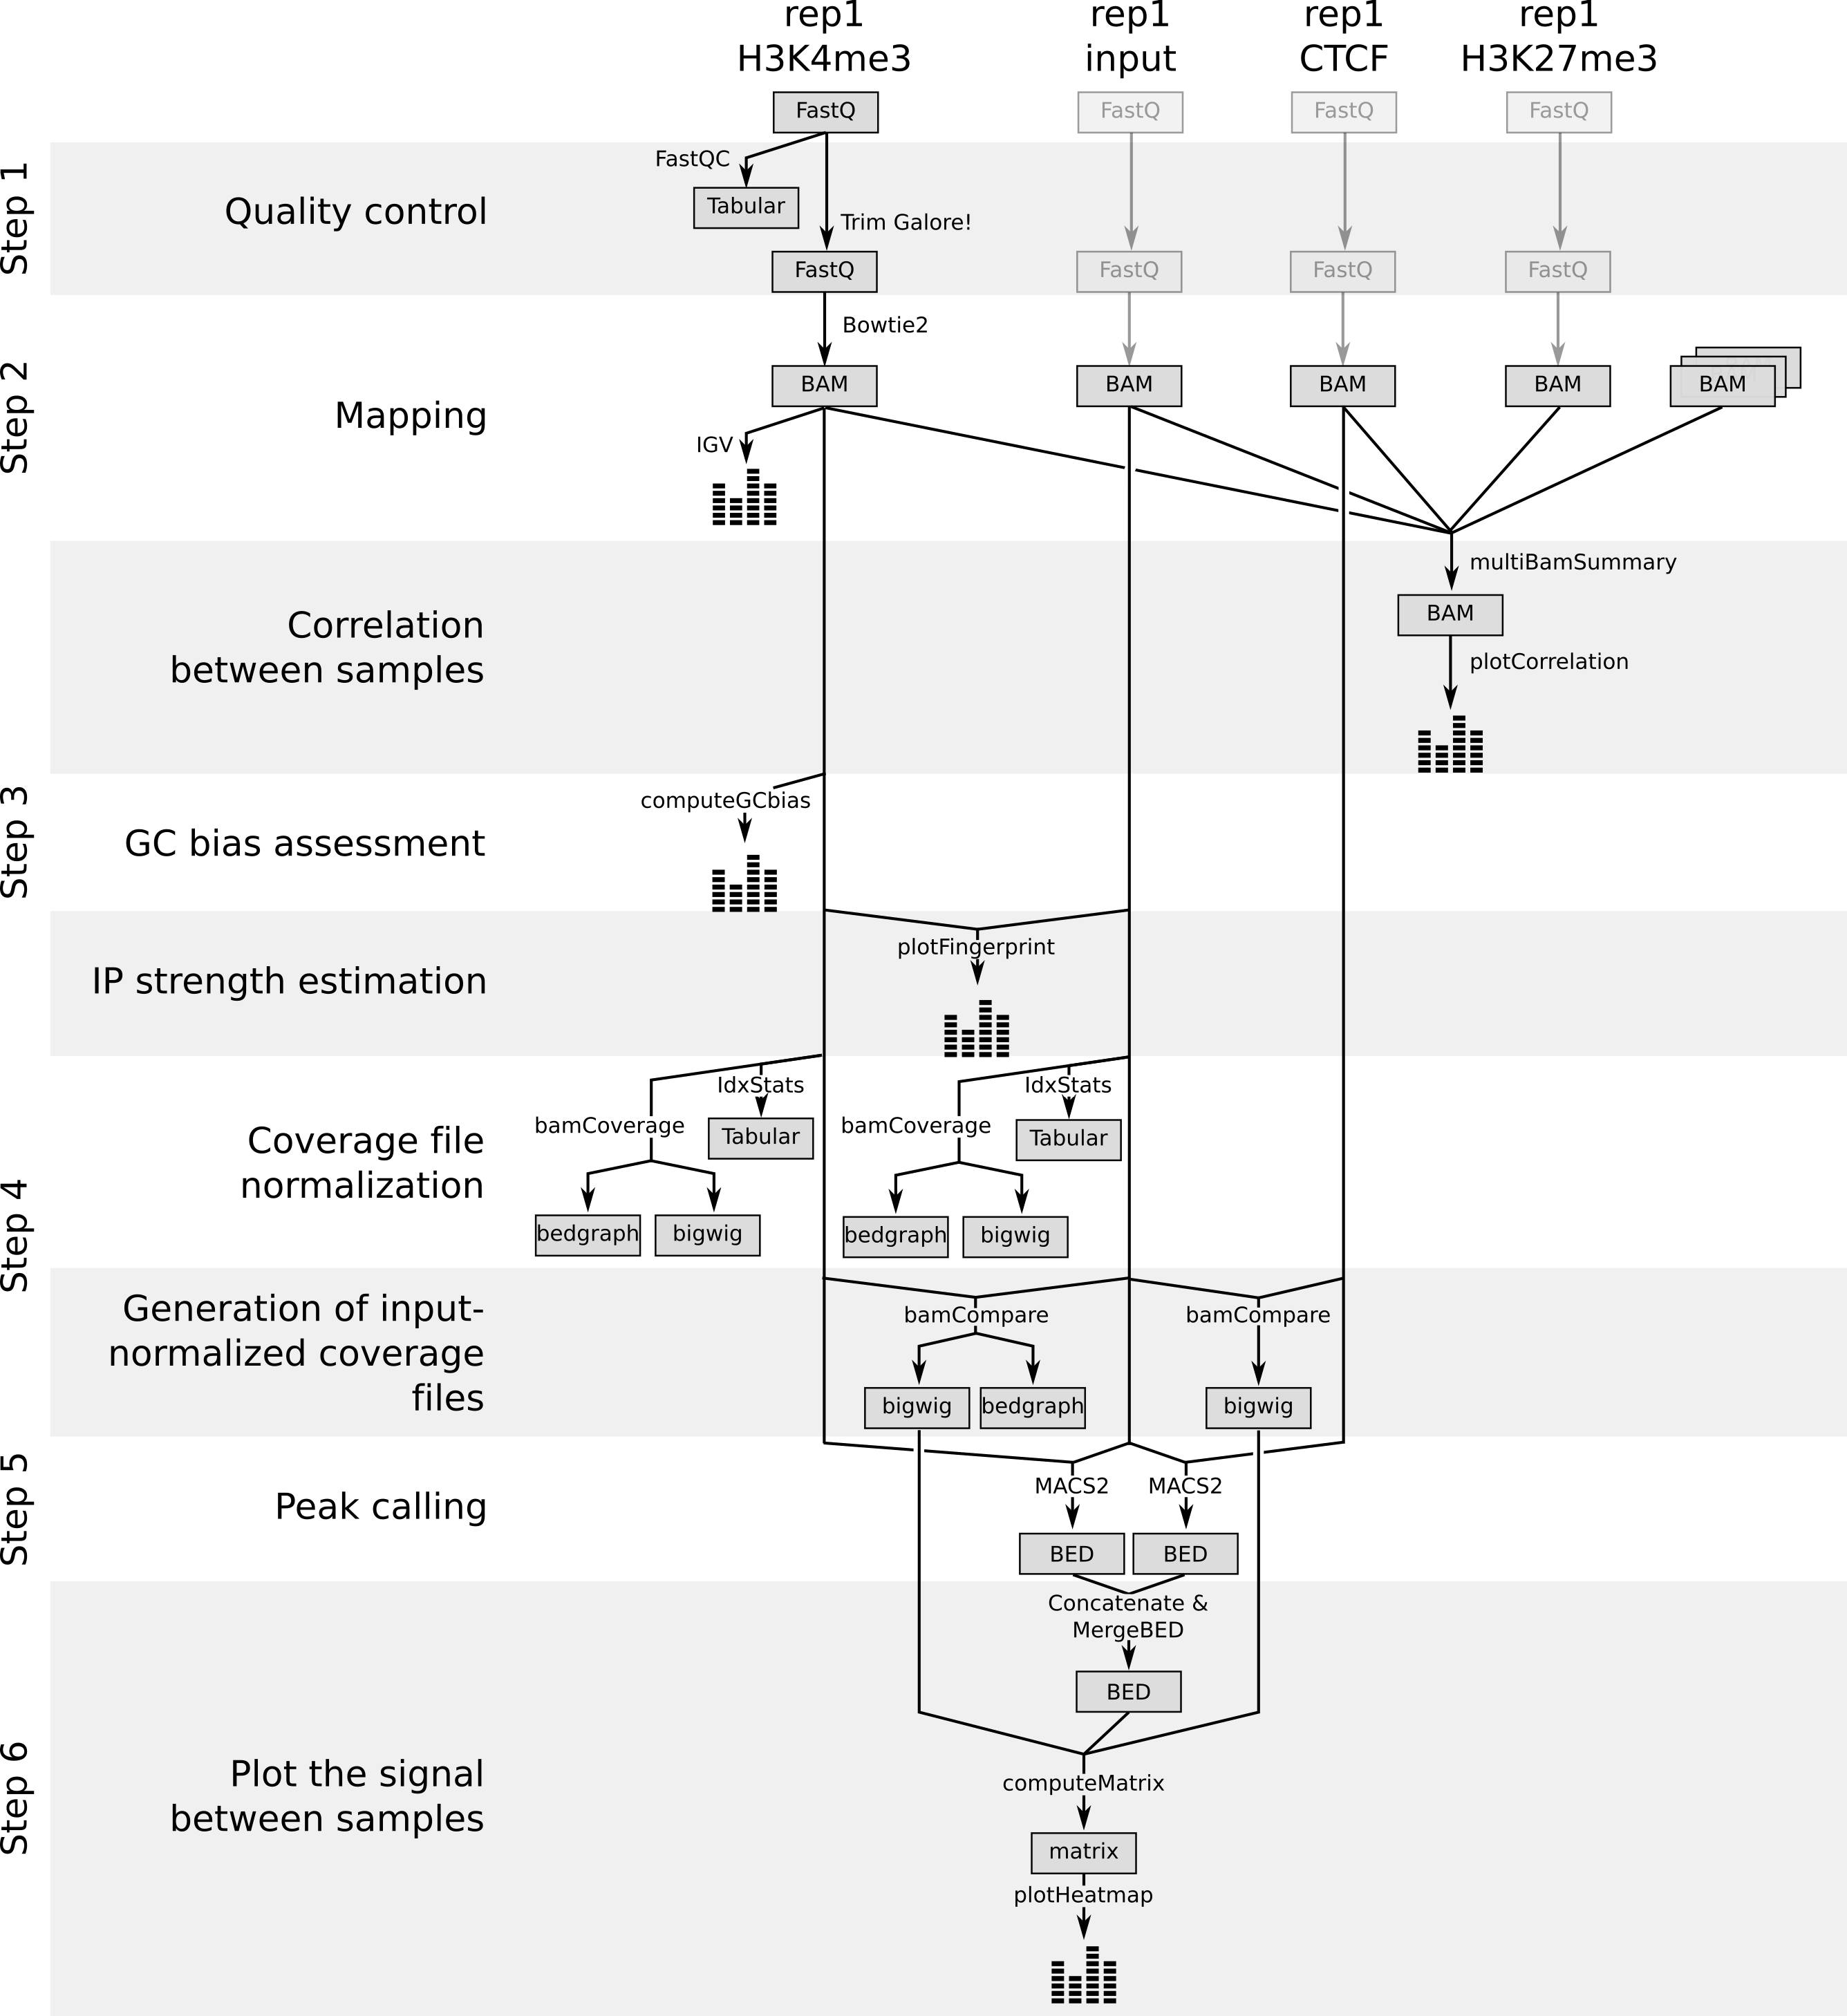 rep1
H3K4me3
rep1
input
rep1
CTCF
rep1
H3K27me3
FastQ
FastQ
FastQ
FastQ
Step 1
Quality control
FastQC
Tabular
Trim Galore!
FastQ
FastQ
FastQ
FastQ
Step 2
Mapping
Bowtie2
BAM
BAM
BAM
BAM
BAM
IGV
Step 3
Correlation
between samples
multiBamSummary
BAM
plotCorrelation
GC bias assessment
computeGCbias
IP strength estimation
plotFingerprint
Step 4
Coverage file
normalization
IdxStats
bamCoverage
Tabular
bedgraph
bigwig
IdxStats
bamCoverage
Tabular
bedgraph
bigwig
Generation of input-
normalized coverage
files
bamCompare
bigwig
bedgraph
bamCompare
bigwig
Step 5
Peak calling
MACS2
MACS2
BED
BED
Step 6
Plot the signal
between samples
Concatenate &
MergeBED
BED
computeMatrix
matrix
plotHeatmap